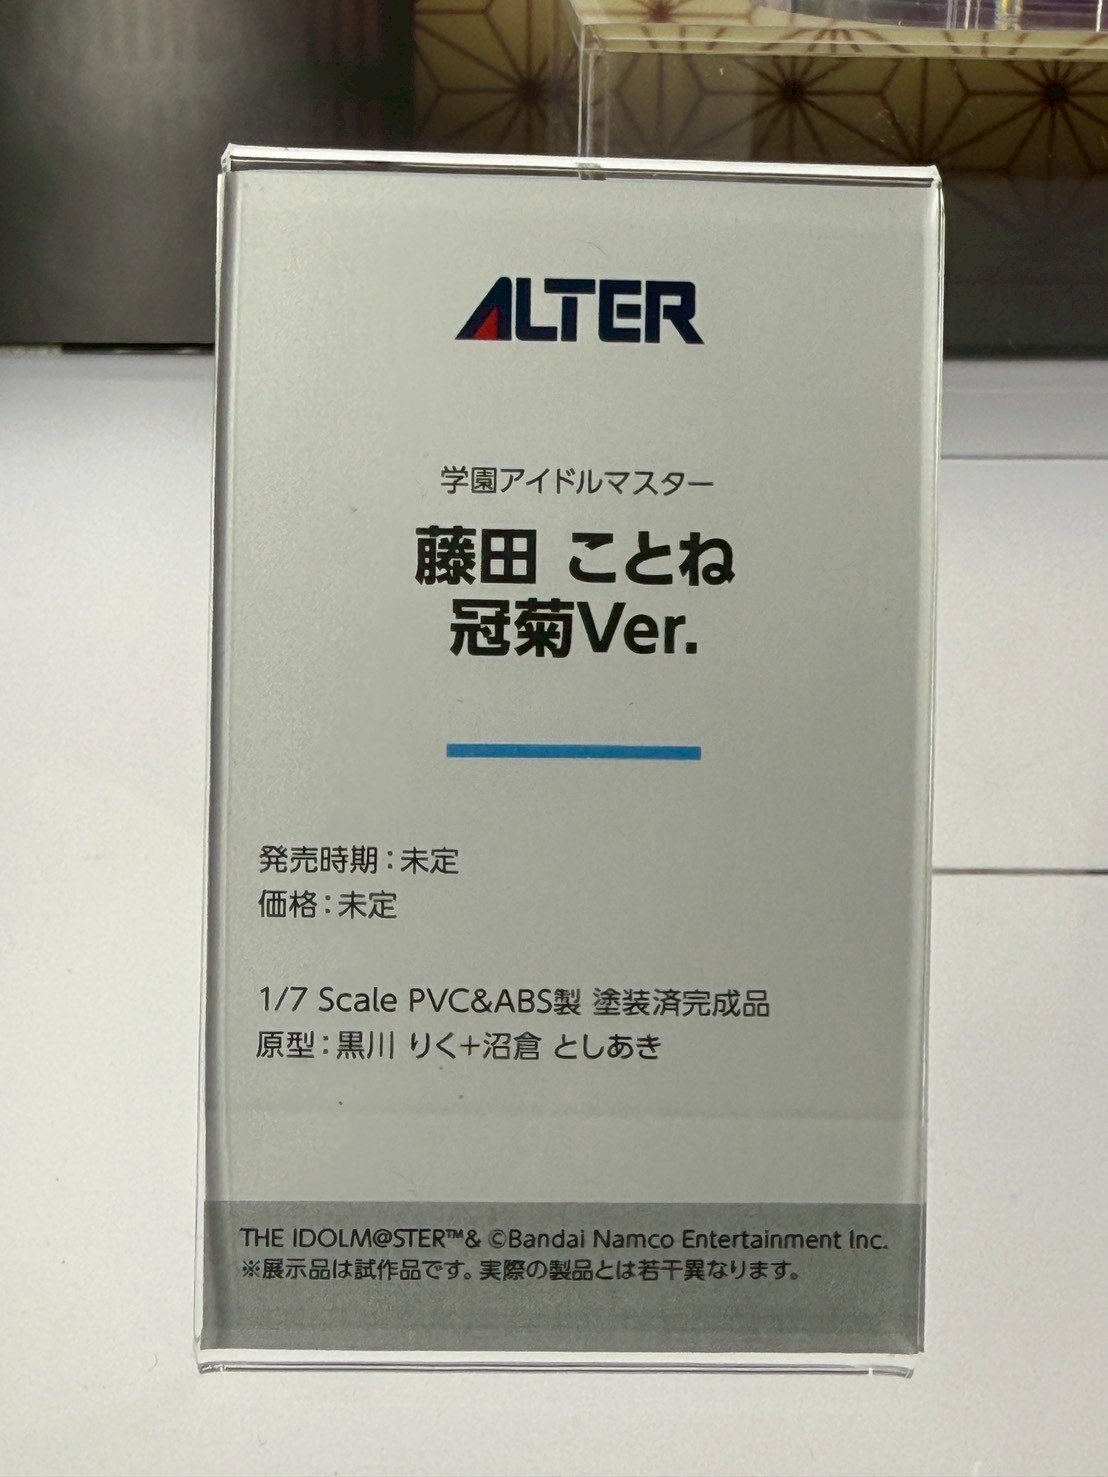 ALTER
学園アイドルマスター
藤田 ことね
冠菊Ver.
発売時期：未定
価格：未定
1/7 Scale PVC&ABS製 塗装済完成品
原型：黒川 りく＋沼倉 としあき
THE IDOLM@STER™& ©Bandai Namco Entertainment Inc.
※展示品は試作品です。実際の製品とは若干異なります。